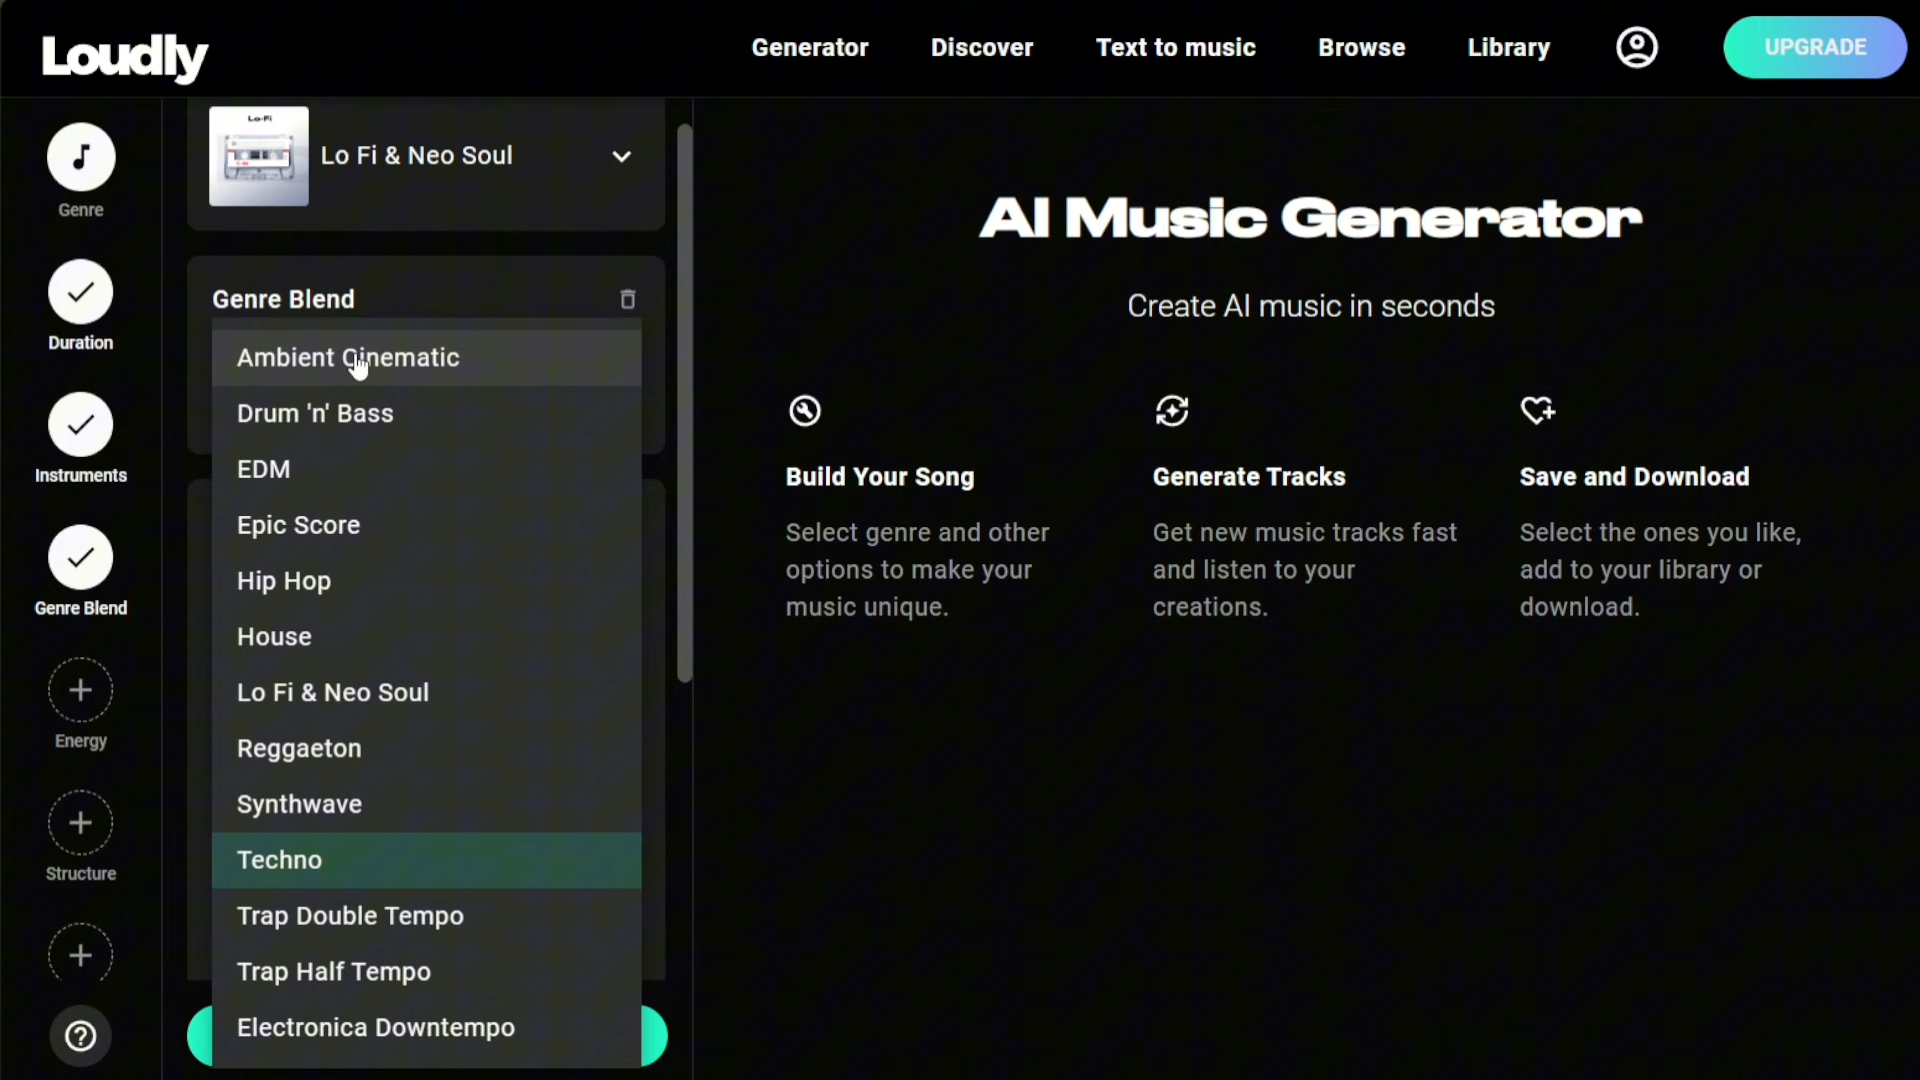 Loudly
Generator
Discover
Text to music
Browse
Library
UPGRADE
Genre
Duration
Instruments
Genre Blend
Energy
Structure
Lo-Fi
Lo Fi & Neo Soul
Genre Blend
Ambient Cinematic
Drum 'n' Bass
EDM
Epic Score
Hip Hop
House
Lo Fi & Neo Soul
Reggaeton
Synthwave
Techno
Trap Double Tempo
Trap Half Tempo
Electronica Downtempo
AI Music Generator
Create AI music in seconds
Build Your Song
Select genre and other
options to make your
music unique.
Generate Tracks
Get new music tracks fast
and listen to your
creations.
Save and Download
Select the ones you like,
add to your library or
download.